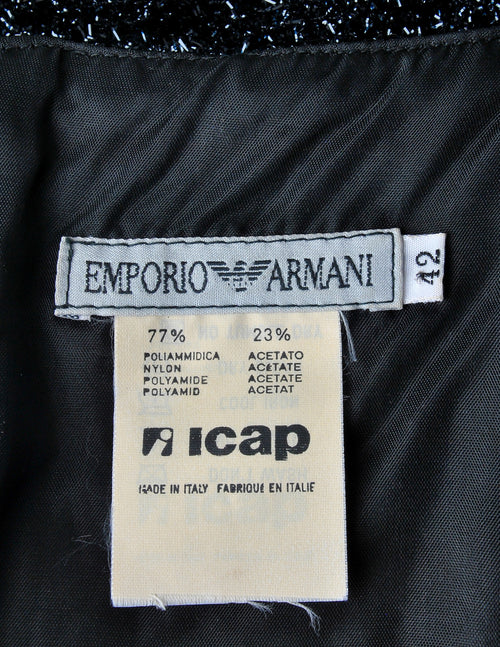 EMPORIO ARMANI
42
77% 23%
POLIAMMIDICA ACETATO
NYLON ACETATE
POLYAMIDE ACETATE
POLYAMID ACETAT
icap
MADE IN ITALY FABRIQUÉ EN ITALIE